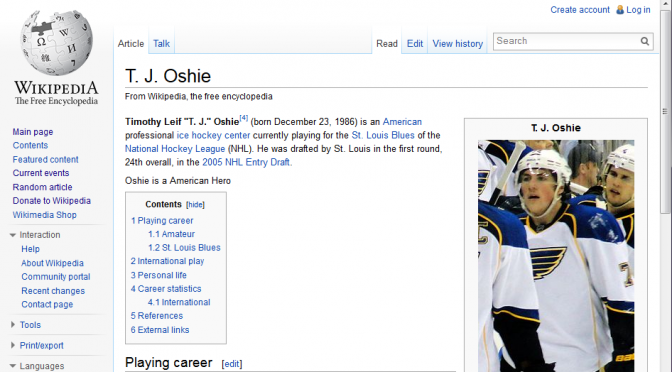 Create account Log in
WIKIPEDIA
The Free Encyclopedia
Main page
Contents
Featured content
Current events
Random article
Donate to Wikipedia
Wikimedia Shop
Interaction
Help
About Wikipedia
Community portal
Recent changes
Contact page
Tools
Print/export
Languages
Article Talk
Read Edit View history
Search
T. J. Oshie
From Wikipedia, the free encyclopedia
Timothy Leif "T. J." Oshie[4] (born December 23, 1986) is an American
professional ice hockey center currently playing for the St. Louis Blues of the
National Hockey League (NHL). He was drafted by St. Louis in the first round,
24th overall, in the 2005 NHL Entry Draft.
Oshie is a American Hero
Contents [hide]
1 Playing career
1.1 Amateur
1.2 St. Louis Blues
2 International play
3 Personal life
4 Career statistics
4.1 International
5 References
6 External links
Playing career [edit]
T. J. Oshie